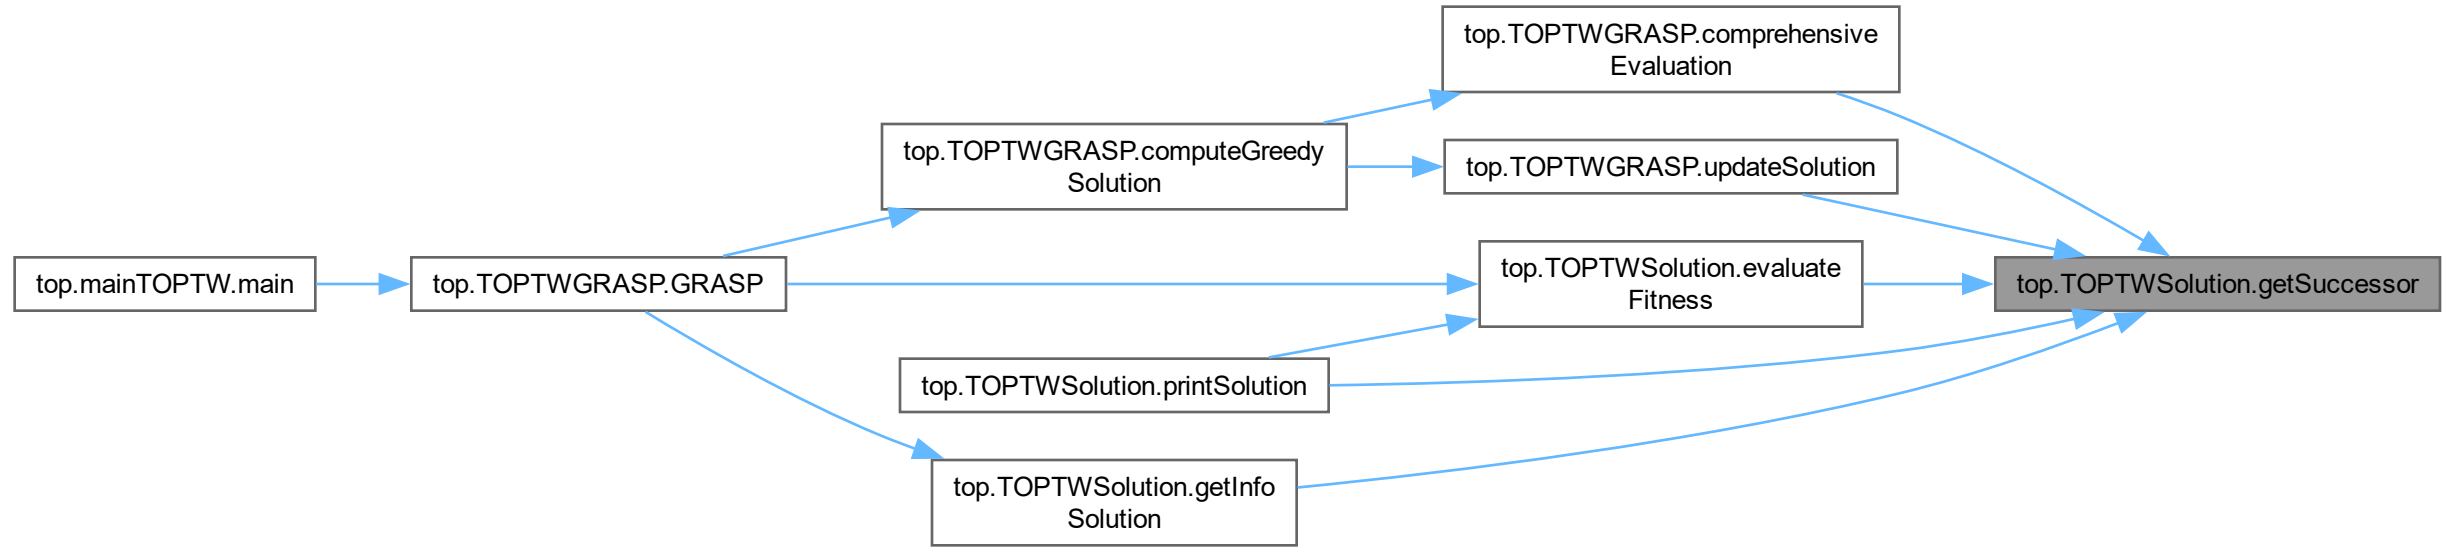 top.TOPTWGRASP.comprehensive
Evaluation
top.TOPTWGRASP.computeGreedy
Solution
top.TOPTWGRASP.updateSolution
top.mainTOPTW.main
top.TOPTWGRASP.GRASP
top.TOPTWSolution.evaluate
Fitness
top.TOPTWSolution.getSuccessor
top.TOPTWSolution.printSolution
top.TOPTWSolution.getInfo
Solution